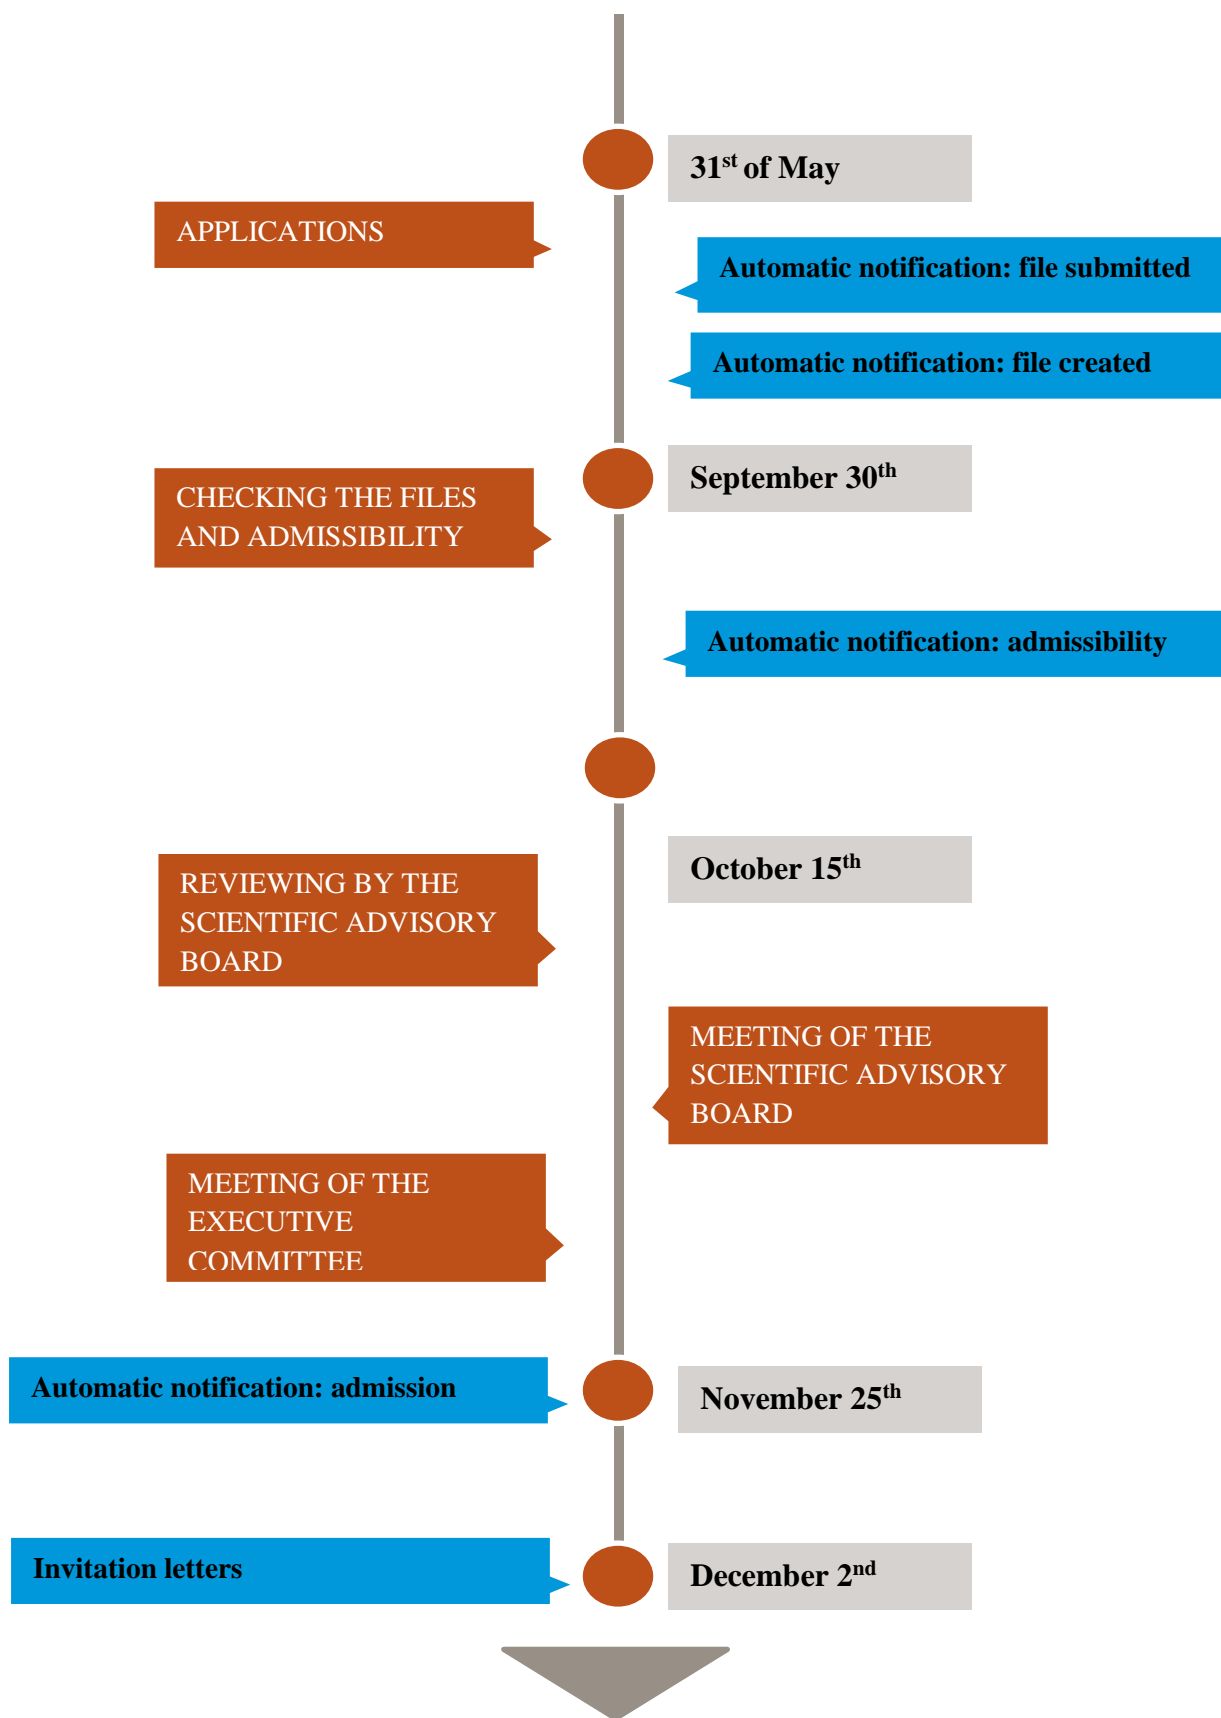 31st of May
APPLICATIONS
Automatic notification: file submitted
Automatic notification: file created
September 30th
CHECKING THE FILES
AND ADMISSIBILITY
Automatic notification: admissibility
October 15th
REVIEWING BY THE
SCIENTIFIC ADVISORY
BOARD
MEETING OF THE
SCIENTIFIC ADVISORY
BOARD
MEETING OF THE
EXECUTIVE
COMMITTEE
Automatic notification: admission
November 25th
Invitation letters
December 2nd